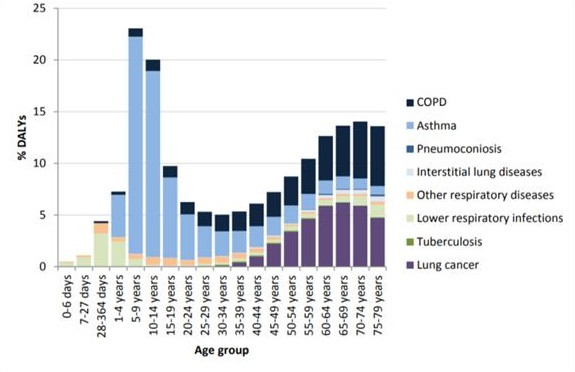 25
20
15
10
5
0
% DALYs
0-6 days
7-27 days
28-364 days
1-4 years
5-9 years
10-14 years
15-19 years
20-24 years
25-29 years
30-34 years
35-39 years
40-44 years
45-49 years
50-54 years
55-59 years
60-64 years
65-69 years
70-74 years
75-79 years
Age group
COPD
Asthma
Pneumoconiosis
Interstitial lung diseases
Other respiratory diseases
Lower respiratory infections
Tuberculosis
Lung cancer